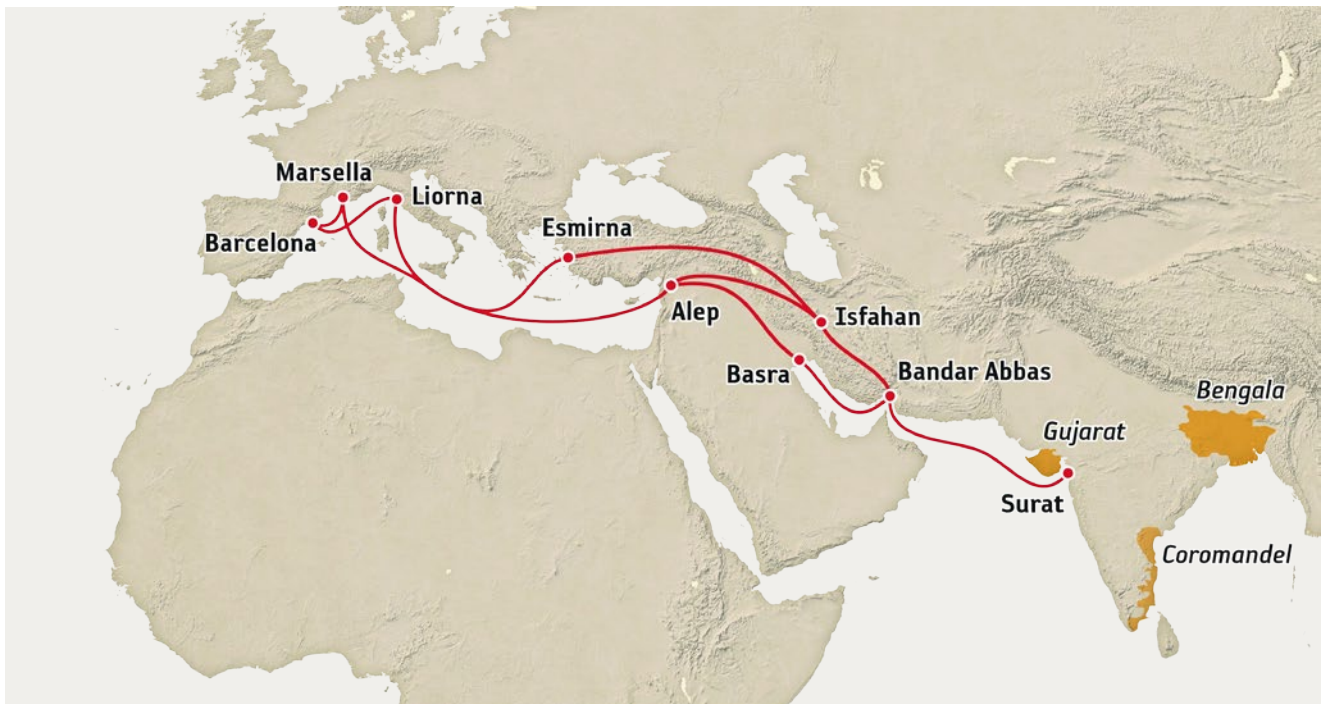 Marsella
Liorna
Barcelona
Esmirna
Alep
Isfahan
Basra
Bandar Abbas
Bengala
Gujarat
Surat
Coromandel